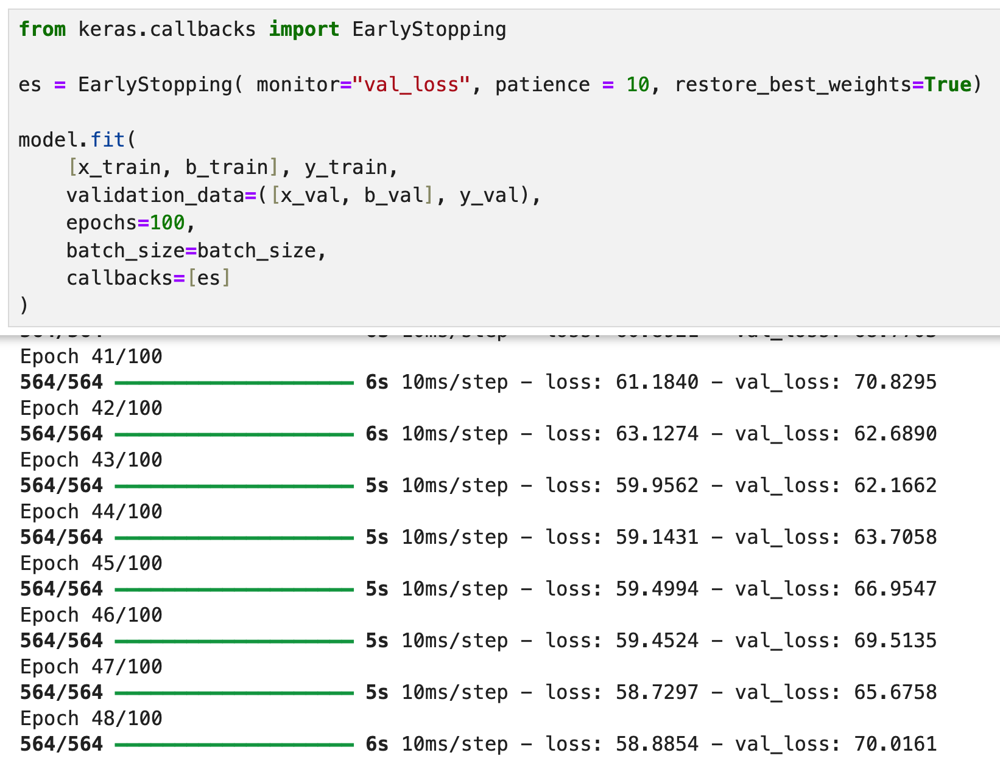 from keras.callbacks import EarlyStopping
es = EarlyStopping( monitor="val_loss", patience = 10, restore_best_weights=True)
model.fit(
    [x_train, b_train], y_train,
    validation_data=([x_val, b_val], y_val),
    epochs=100,
    batch_size=batch_size,
    callbacks=[es]
)
Epoch 41/100
564/564 ━━━━━━━━━━━━━━━━━━━━ 6s 10ms/step - loss: 61.1840 - val_loss: 70.8295
Epoch 42/100
564/564 ━━━━━━━━━━━━━━━━━━━━ 6s 10ms/step - loss: 63.1274 - val_loss: 62.6890
Epoch 43/100
564/564 ━━━━━━━━━━━━━━━━━━━━ 5s 10ms/step - loss: 59.9562 - val_loss: 62.1662
Epoch 44/100
564/564 ━━━━━━━━━━━━━━━━━━━━ 5s 10ms/step - loss: 59.1431 - val_loss: 63.7058
Epoch 45/100
564/564 ━━━━━━━━━━━━━━━━━━━━ 5s 10ms/step - loss: 59.4994 - val_loss: 66.9547
Epoch 46/100
564/564 ━━━━━━━━━━━━━━━━━━━━ 5s 10ms/step - loss: 59.4524 - val_loss: 69.5135
Epoch 47/100
564/564 ━━━━━━━━━━━━━━━━━━━━ 5s 10ms/step - loss: 58.7297 - val_loss: 65.6758
Epoch 48/100
564/564 ━━━━━━━━━━━━━━━━━━━━ 6s 10ms/step - loss: 58.8854 - val_loss: 70.0161